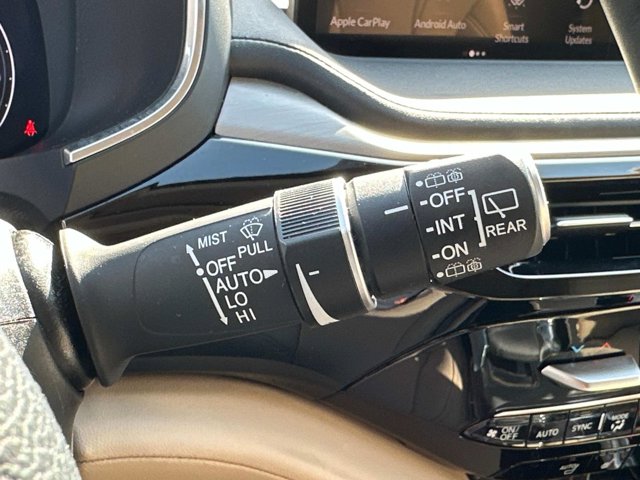 Apple CarPlay
Android Auto
Smart
Shortcuts
System
Updates
MIST
PULL
OFF
AUTO
LO
HI
OFF
INT
ON
REAR
ON/
OFF
AUTO
SYNC
MODE